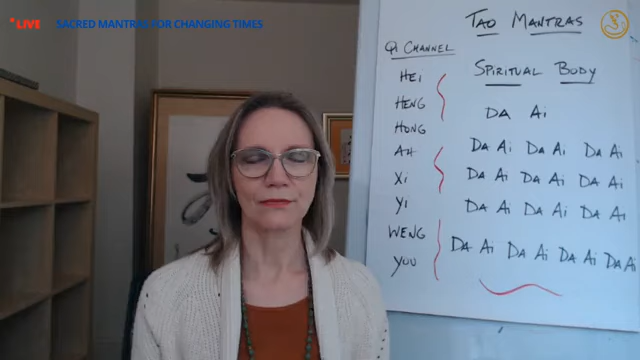 LIVE SACRED MANTRAS FOR CHANGING TIMES
TAO MANTRAS
QI CHANNEL
HEI
HENG
HONG
AH
Xi
Yi
WENG
YOU
SPIRITUAL BODY
DA Ai
DA Ai DA Ai DA Ai
DA Ai DA Ai DA Ai
DA Ai DA Ai DA Ai
DA Ai DA Ai DA Ai DA Ai